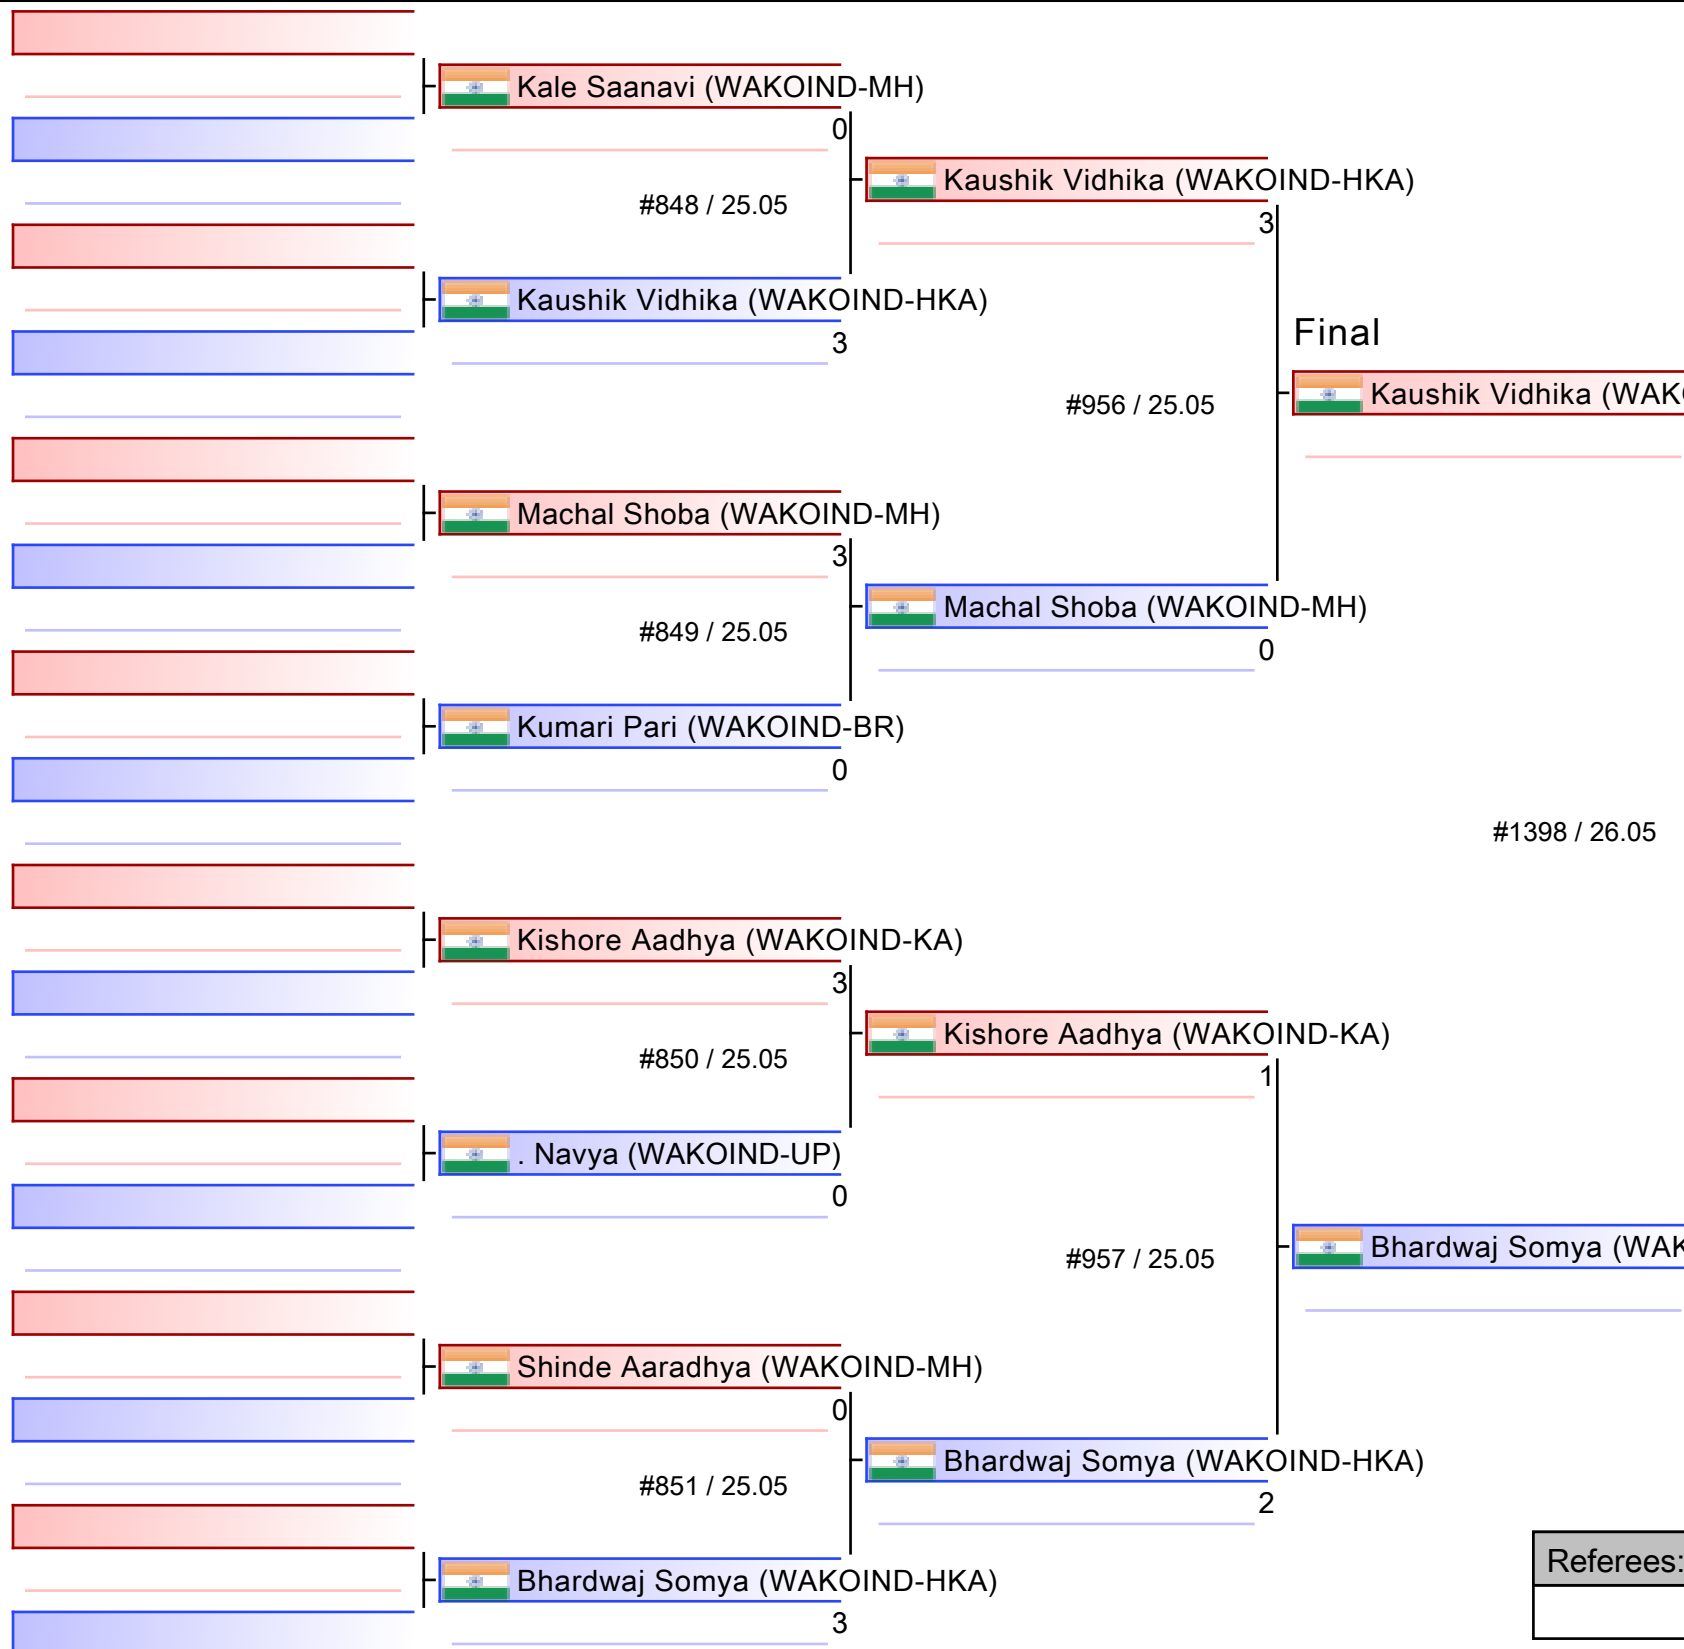 Kale Saanavi (WAKOIND-MH)
0
#848 / 25.05
Kaushik Vidhika (WAKOIND-HKA)
3
Machal Shoba (WAKOIND-MH)
3
#849 / 25.05
Kumari Pari (WAKOIND-BR)
0
Kishore Aadhya (WAKOIND-KA)
3
#850 / 25.05
. Navya (WAKOIND-UP)
0
Shinde Aaradhya (WAKOIND-MH)
0
#851 / 25.05
Bhardwaj Somya (WAKOIND-HKA)
3
Kaushik Vidhika (WAKOIND-HKA)
3
#956 / 25.05
Machal Shoba (WAKOIND-MH)
0
Kishore Aadhya (WAKOIND-KA)
1
#957 / 25.05
Bhardwaj Somya (WAKOIND-HKA)
2
Final
Kaushik Vidhika (WAK
#1398 / 26.05
Bhardwaj Somya (WAK
Referees: